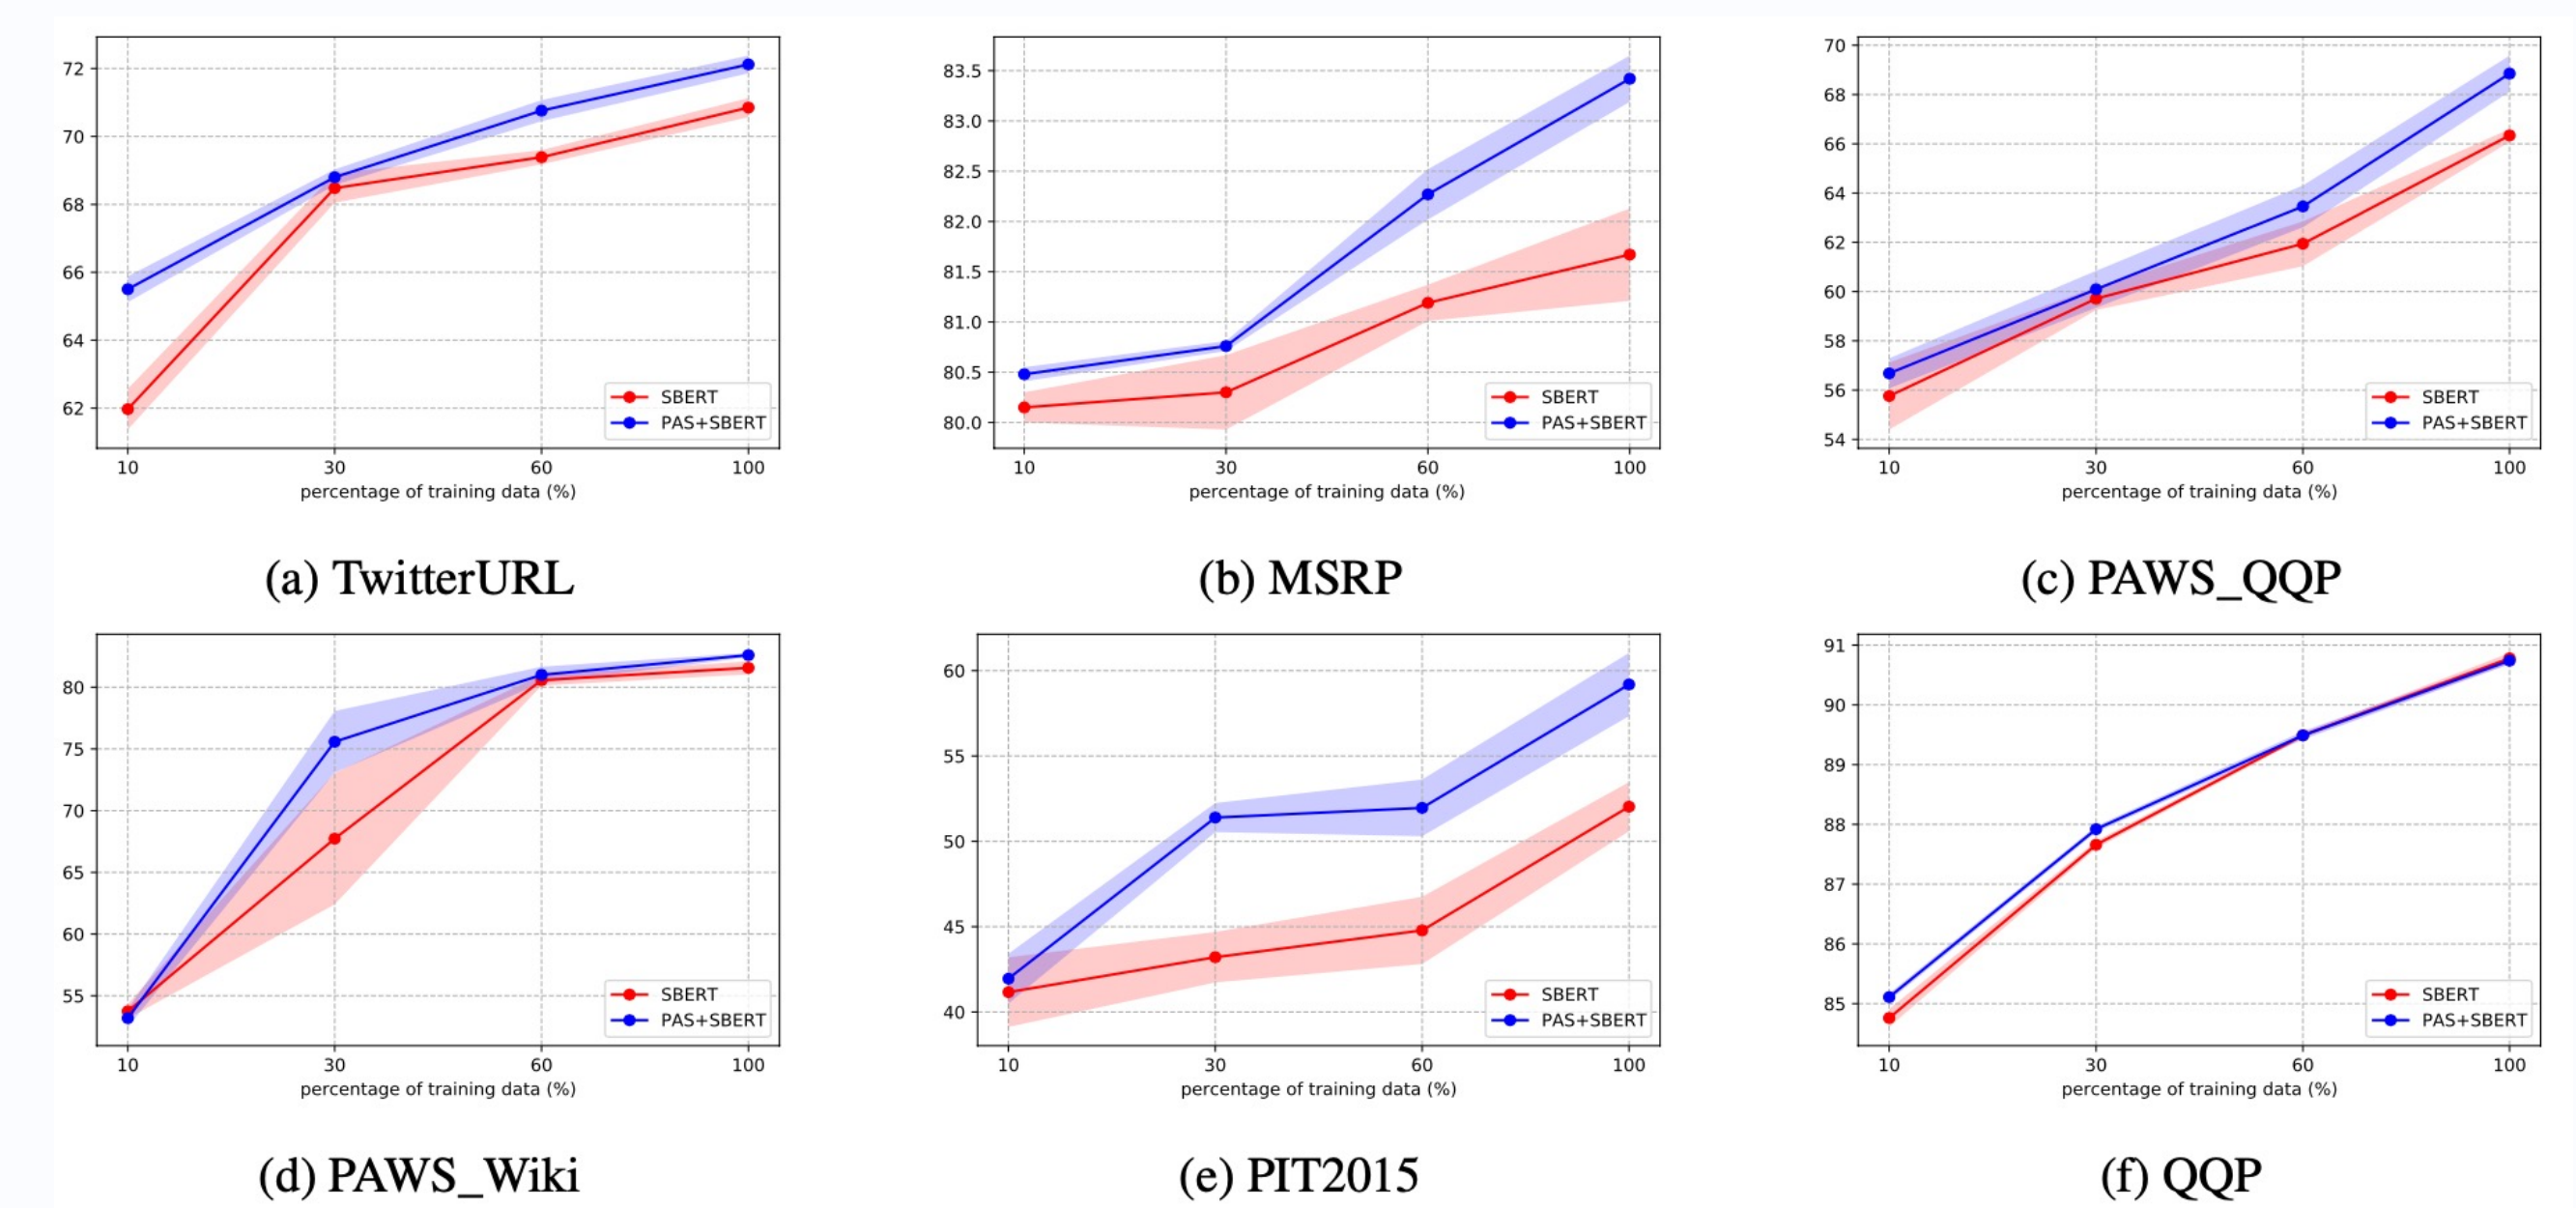 72
70
68
66
64
62
SBERT
PAS+SBERT
10 30 60 100
percentage of training data (%)
(a) TwitterURL
83.5
83.0
82.5
82.0
81.5
81.0
80.5
80.0
SBERT
PAS+SBERT
10 30 60 100
percentage of training data (%)
(b) MSRP
70
68
66
64
62
60
58
56
54
SBERT
PAS+SBERT
10 30 60 100
percentage of training data (%)
(c) PAWS_QQP
80
75
70
65
60
55
SBERT
PAS+SBERT
10 30 60 100
percentage of training data (%)
(d) PAWS_Wiki
60
55
50
45
40
SBERT
PAS+SBERT
10 30 60 100
percentage of training data (%)
(e) PIT2015
91
90
89
88
87
86
85
SBERT
PAS+SBERT
10 30 60 100
percentage of training data (%)
(f) QQP